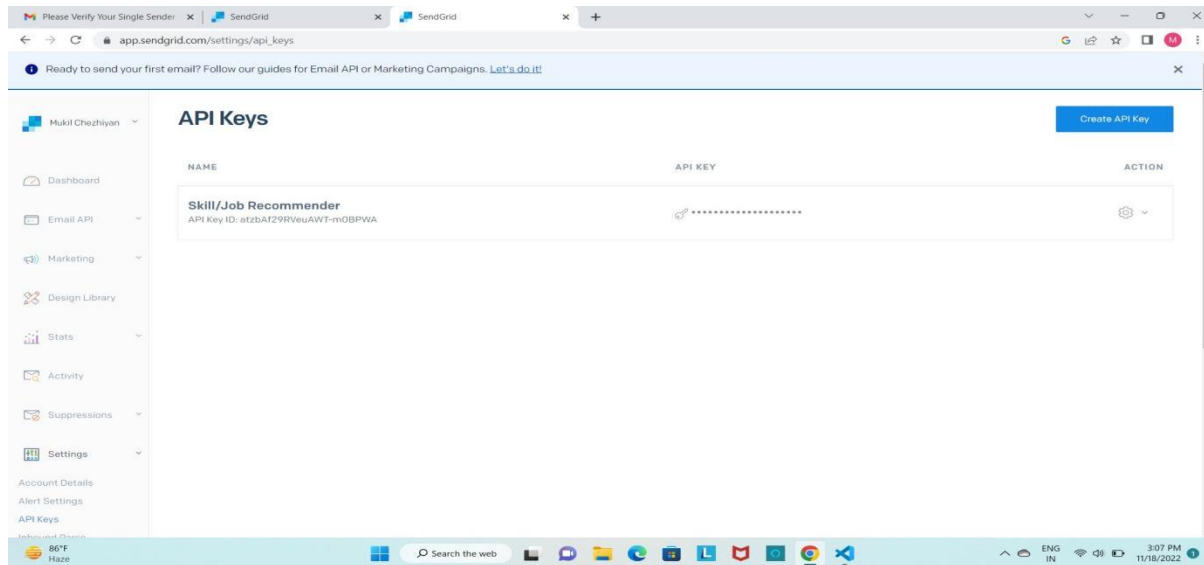 Please Verify Your Single Sender
SendGrid
SendGrid
app.sendgrid.com/settings/api_keys
G
M
Ready to send your first email? Follow our guides for Email API or Marketing Campaigns. Let's do it!
Mukil Chezhiyan
API Keys
Create API Key
NAME
API KEY
ACTION
Skill/Job Recommender
API Key ID: atzbAf29RVeuAWT-m0BPWA
••••••••••••••••••••
Dashboard
Email API
Marketing
Design Library
Stats
Activity
Suppressions
Settings
Account Details
Alert Settings
API Keys
Inbound Parse
86°F
Haze
Search the web
L
ENG
IN
3:07 PM
11/18/2022
1